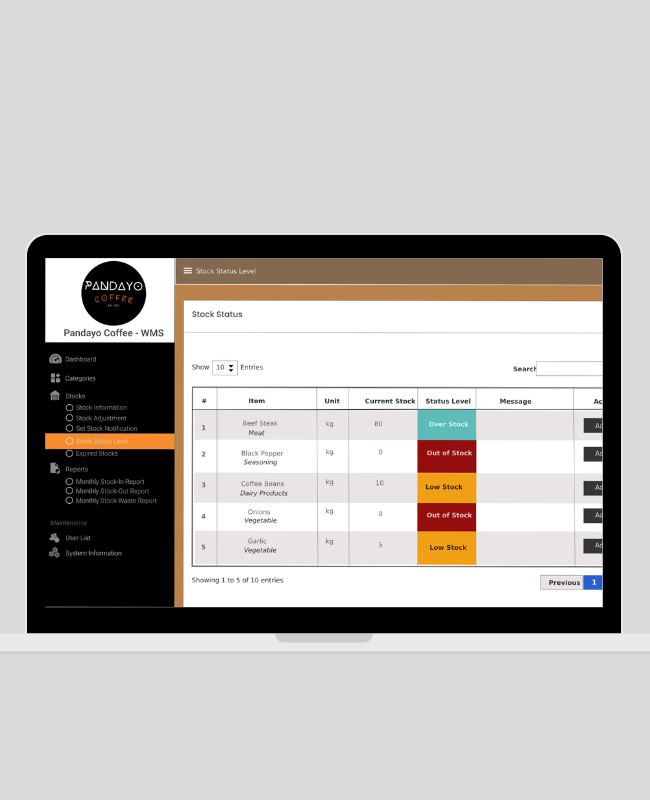 PANDAYO
COFFEE
Pandayo Coffee - WMS
Dashboard
Categories
Stocks
Stock Information
Stock Adjustment
Set Stock Notification
Stock Status Level
Expired Stocks
Reports
Monthly Stock-In Report
Monthly Stock-Out Report
Monthly Stock-Waste Report
Maintenance
User List
System Information
Stock Status Level
Stock Status
Show 10 Entries Search
# Item Unit Current Stock Status Level Message Ac
1 Beef Steak kg 80 Over Stock Ad
Meat
2 Black Pepper kg 0 Out of Stock Ad
Seasoning
3 Coffee Beans kg 10 Low Stock Ad
Dairy Products
4 Onions kg 0 Out of Stock Ad
Vegetable
5 Garlic kg 5 Low Stock Ad
Vegetable
Showing 1 to 5 of 10 entries Previous 1